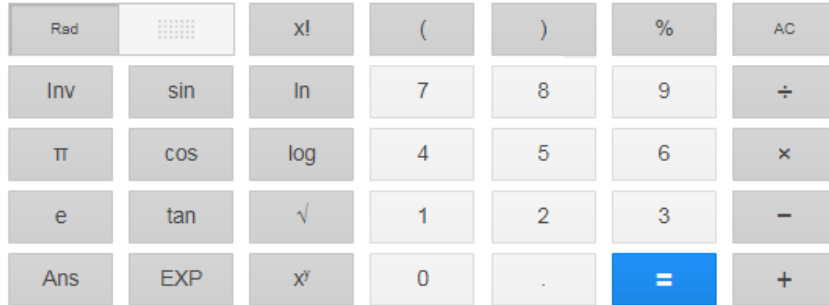 Rad x! ( ) % AC
Inv sin ln 7 8 9 ÷
π cos log 4 5 6 ×
e tan √ 1 2 3 −
Ans EXP xʸ 0 . = +